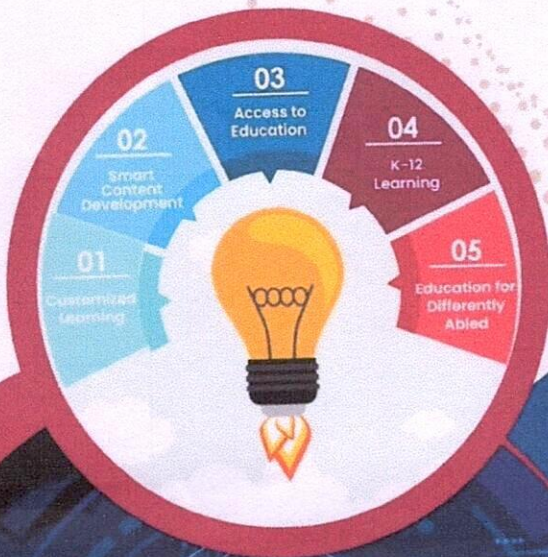 01
Customized
Learning
02
Smart
Content
Development
03
Access to
Education
04
K-12
Learning
05
Education for
Differently
Abled